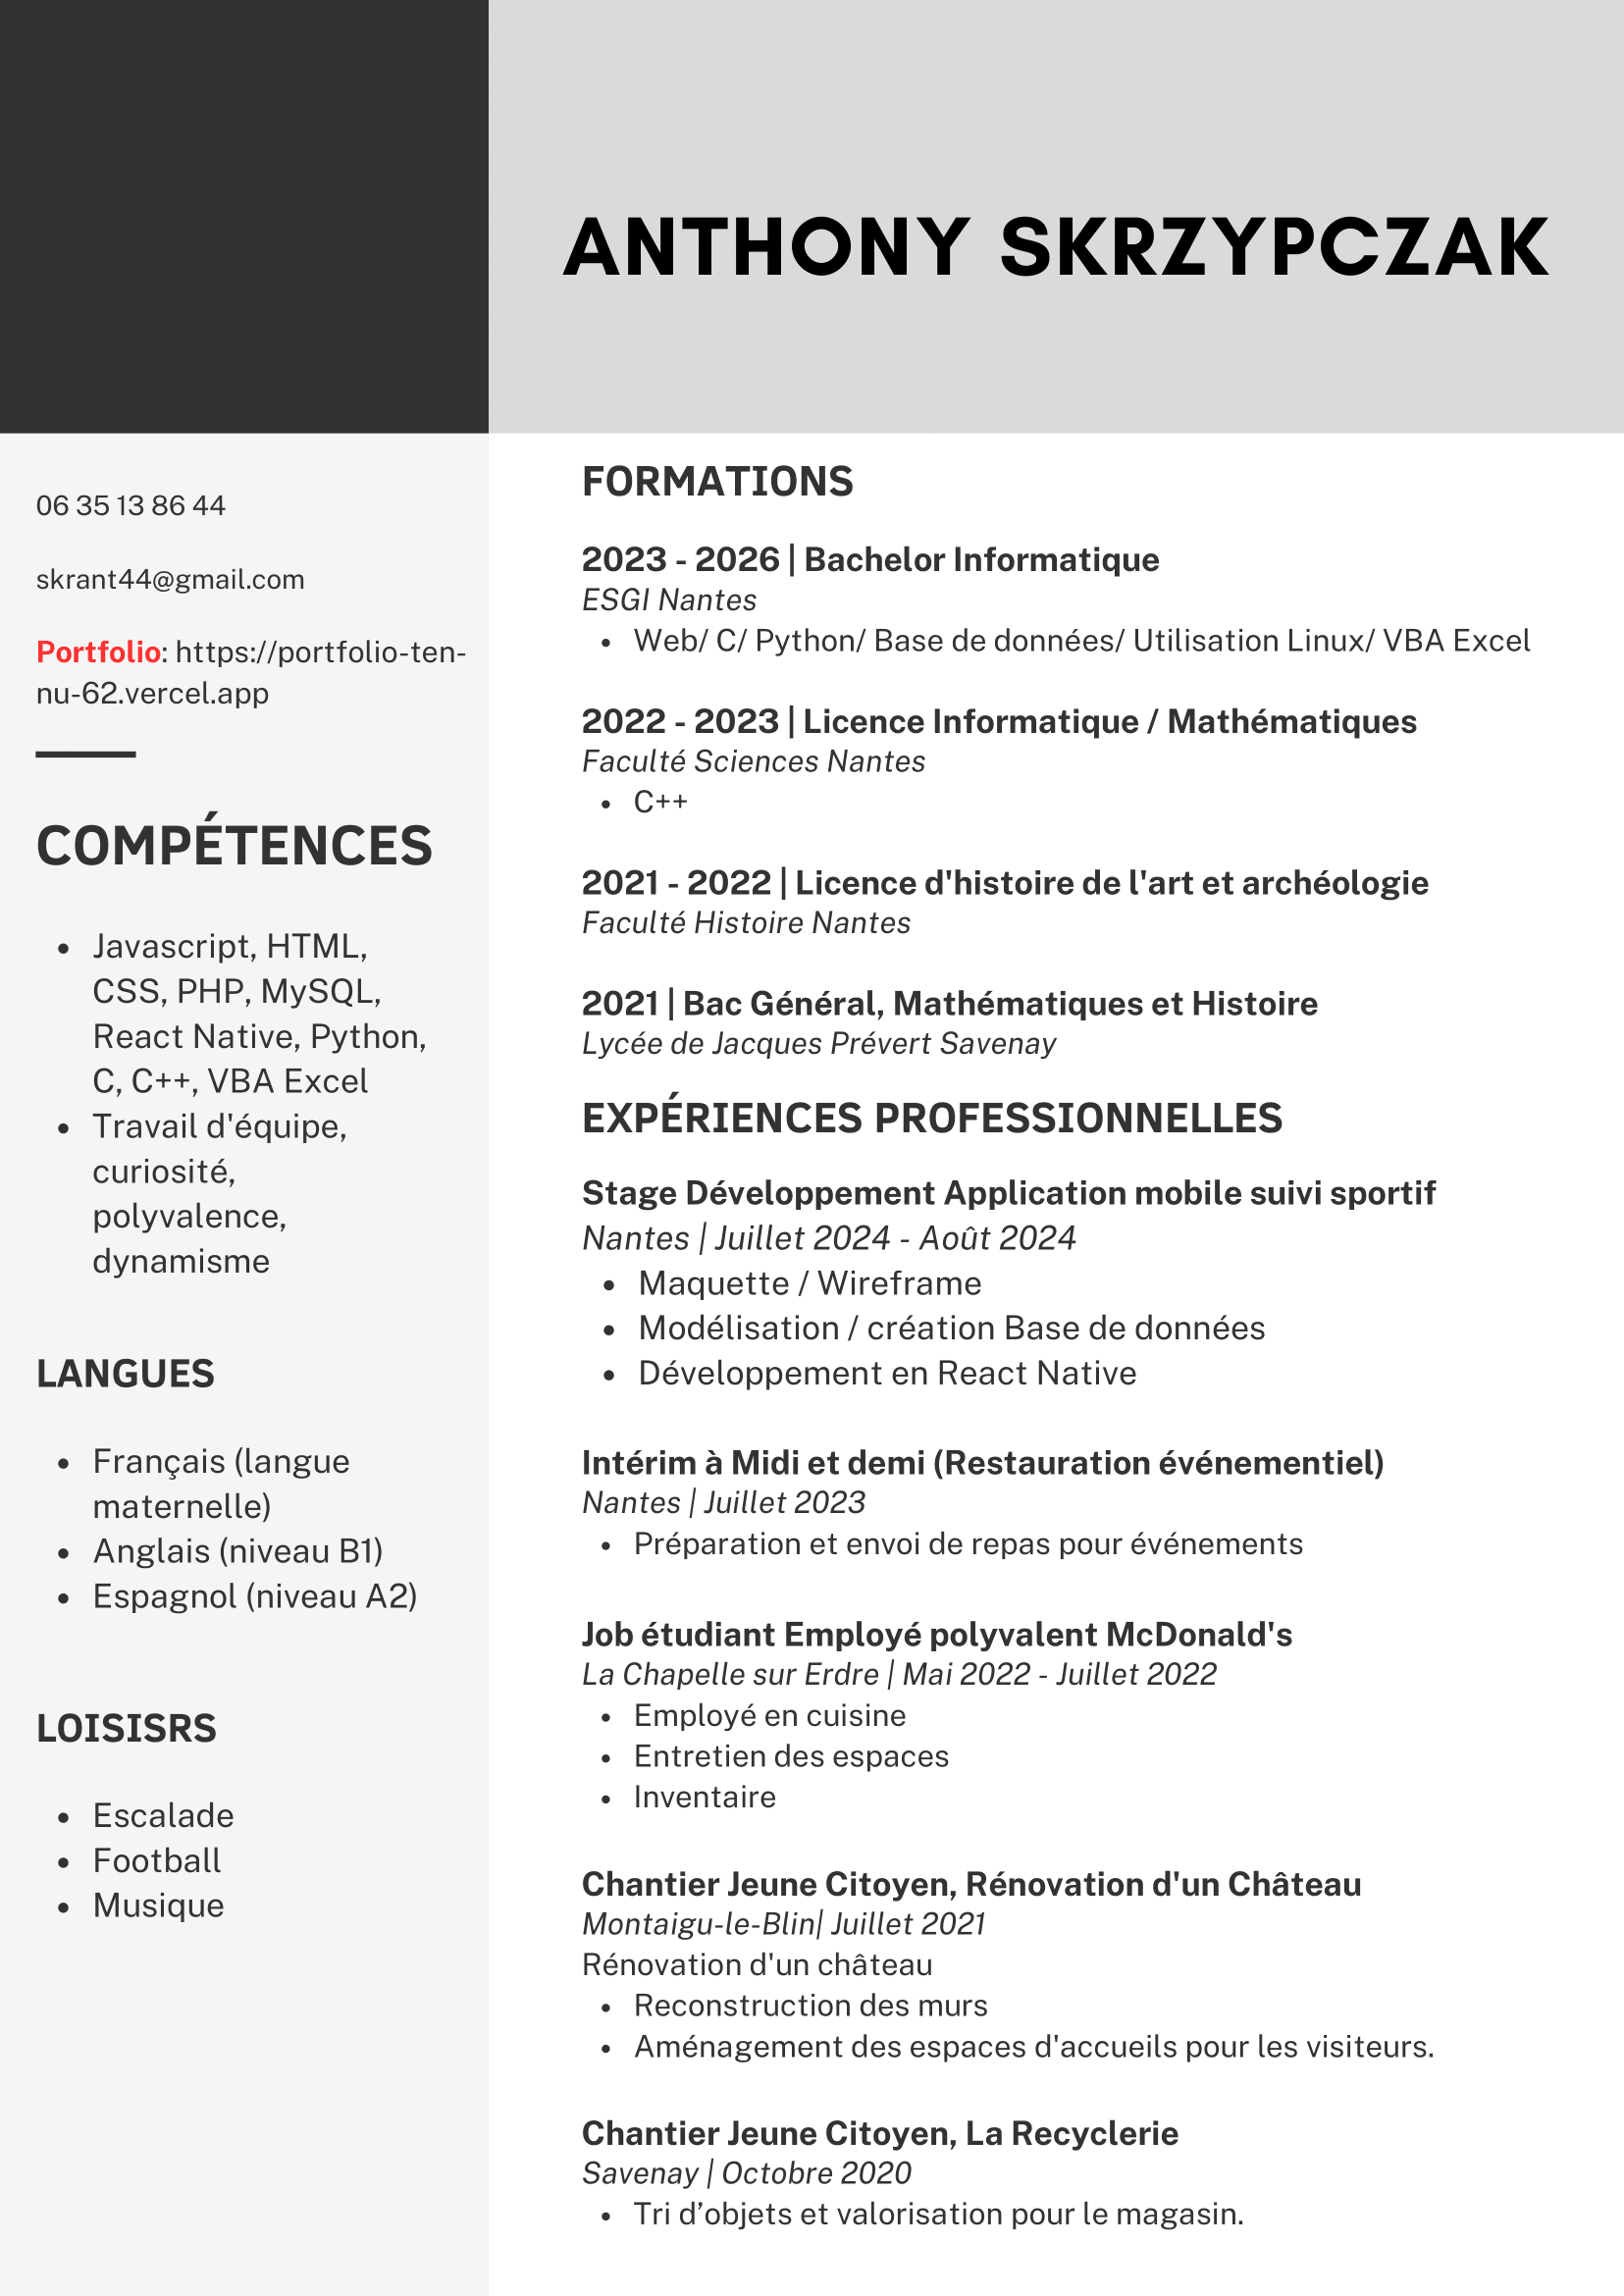 ANTHONY SKRZYPCZAK
06 35 13 86 44
skrant44@gmail.com
Portfolio: https://portfolio-ten-
nu-62.vercel.app
COMPÉTENCES
• Javascript, HTML,
CSS, PHP, MySQL,
React Native, Python,
C, C++, VBA Excel
• Travail d'équipe,
curiosité,
polyvalence,
dynamisme
LANGUES
• Français (langue
maternelle)
• Anglais (niveau B1)
• Espagnol (niveau A2)
LOISISRS
• Escalade
• Football
• Musique
FORMATIONS
2023 - 2026 | Bachelor Informatique
ESGI Nantes
• Web/ C/ Python/ Base de données/ Utilisation Linux/ VBA Excel
2022 - 2023 | Licence Informatique / Mathématiques
Faculté Sciences Nantes
• C++
2021 - 2022 | Licence d'histoire de l'art et archéologie
Faculté Histoire Nantes
2021 | Bac Général, Mathématiques et Histoire
Lycée de Jacques Prévert Savenay
EXPÉRIENCES PROFESSIONNELLES
Stage Développement Application mobile suivi sportif
Nantes | Juillet 2024 - Août 2024
• Maquette / Wireframe
• Modélisation / création Base de données
• Développement en React Native
Intérim à Midi et demi (Restauration événementiel)
Nantes | Juillet 2023
• Préparation et envoi de repas pour événements
Job étudiant Employé polyvalent McDonald's
La Chapelle sur Erdre | Mai 2022 - Juillet 2022
• Employé en cuisine
• Entretien des espaces
• Inventaire
Chantier Jeune Citoyen, Rénovation d'un Château
Montaigu-le-Blin| Juillet 2021
Rénovation d'un château
• Reconstruction des murs
• Aménagement des espaces d'accueils pour les visiteurs.
Chantier Jeune Citoyen, La Recyclerie
Savenay | Octobre 2020
• Tri d’objets et valorisation pour le magasin.